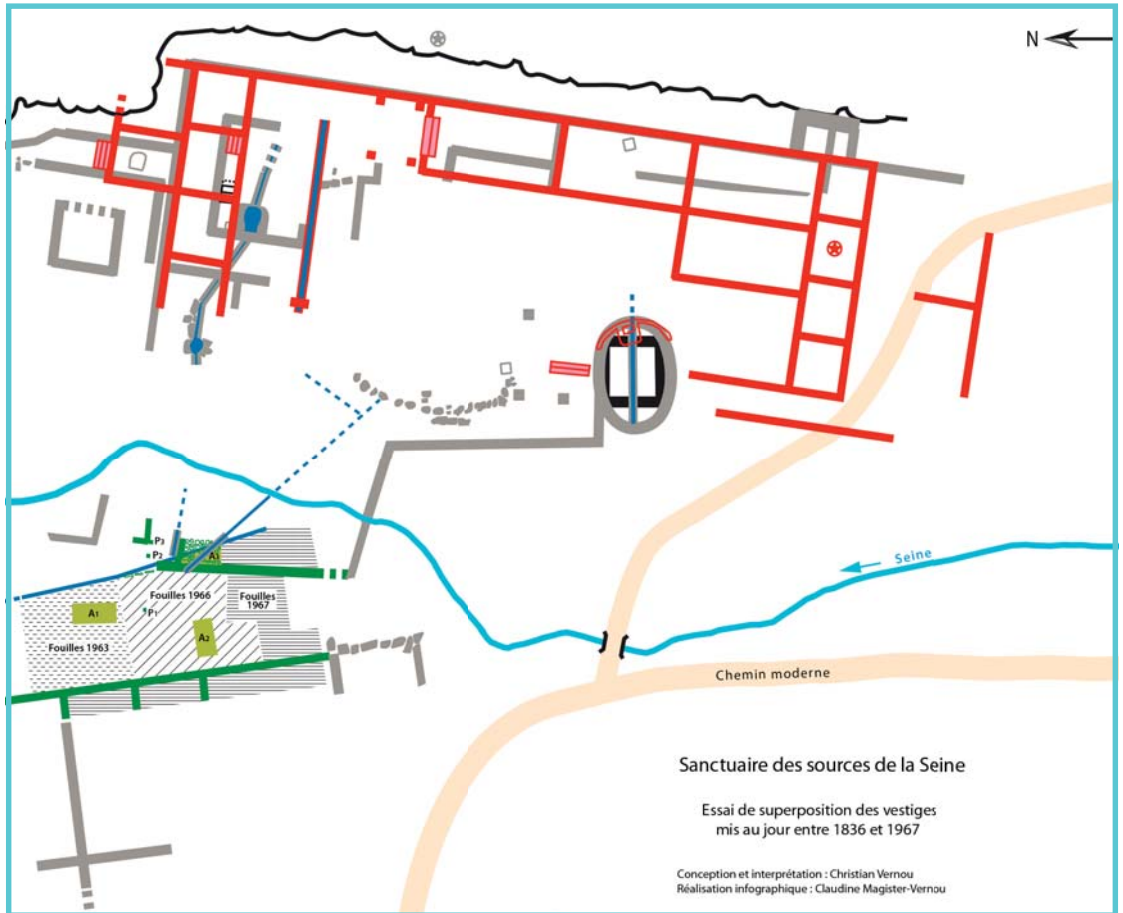 N
Seine
P3
P2
A3
Fouilles 1966
Fouilles
1967
A1
P1
A2
Fouilles 1963
Chemin moderne
Sanctuaire des sources de la Seine
Essai de superposition des vestiges
mis au jour entre 1836 et 1967
Conception et interprétation : Christian Vernou
Réalisation infographique : Claudine Magister-Vernou